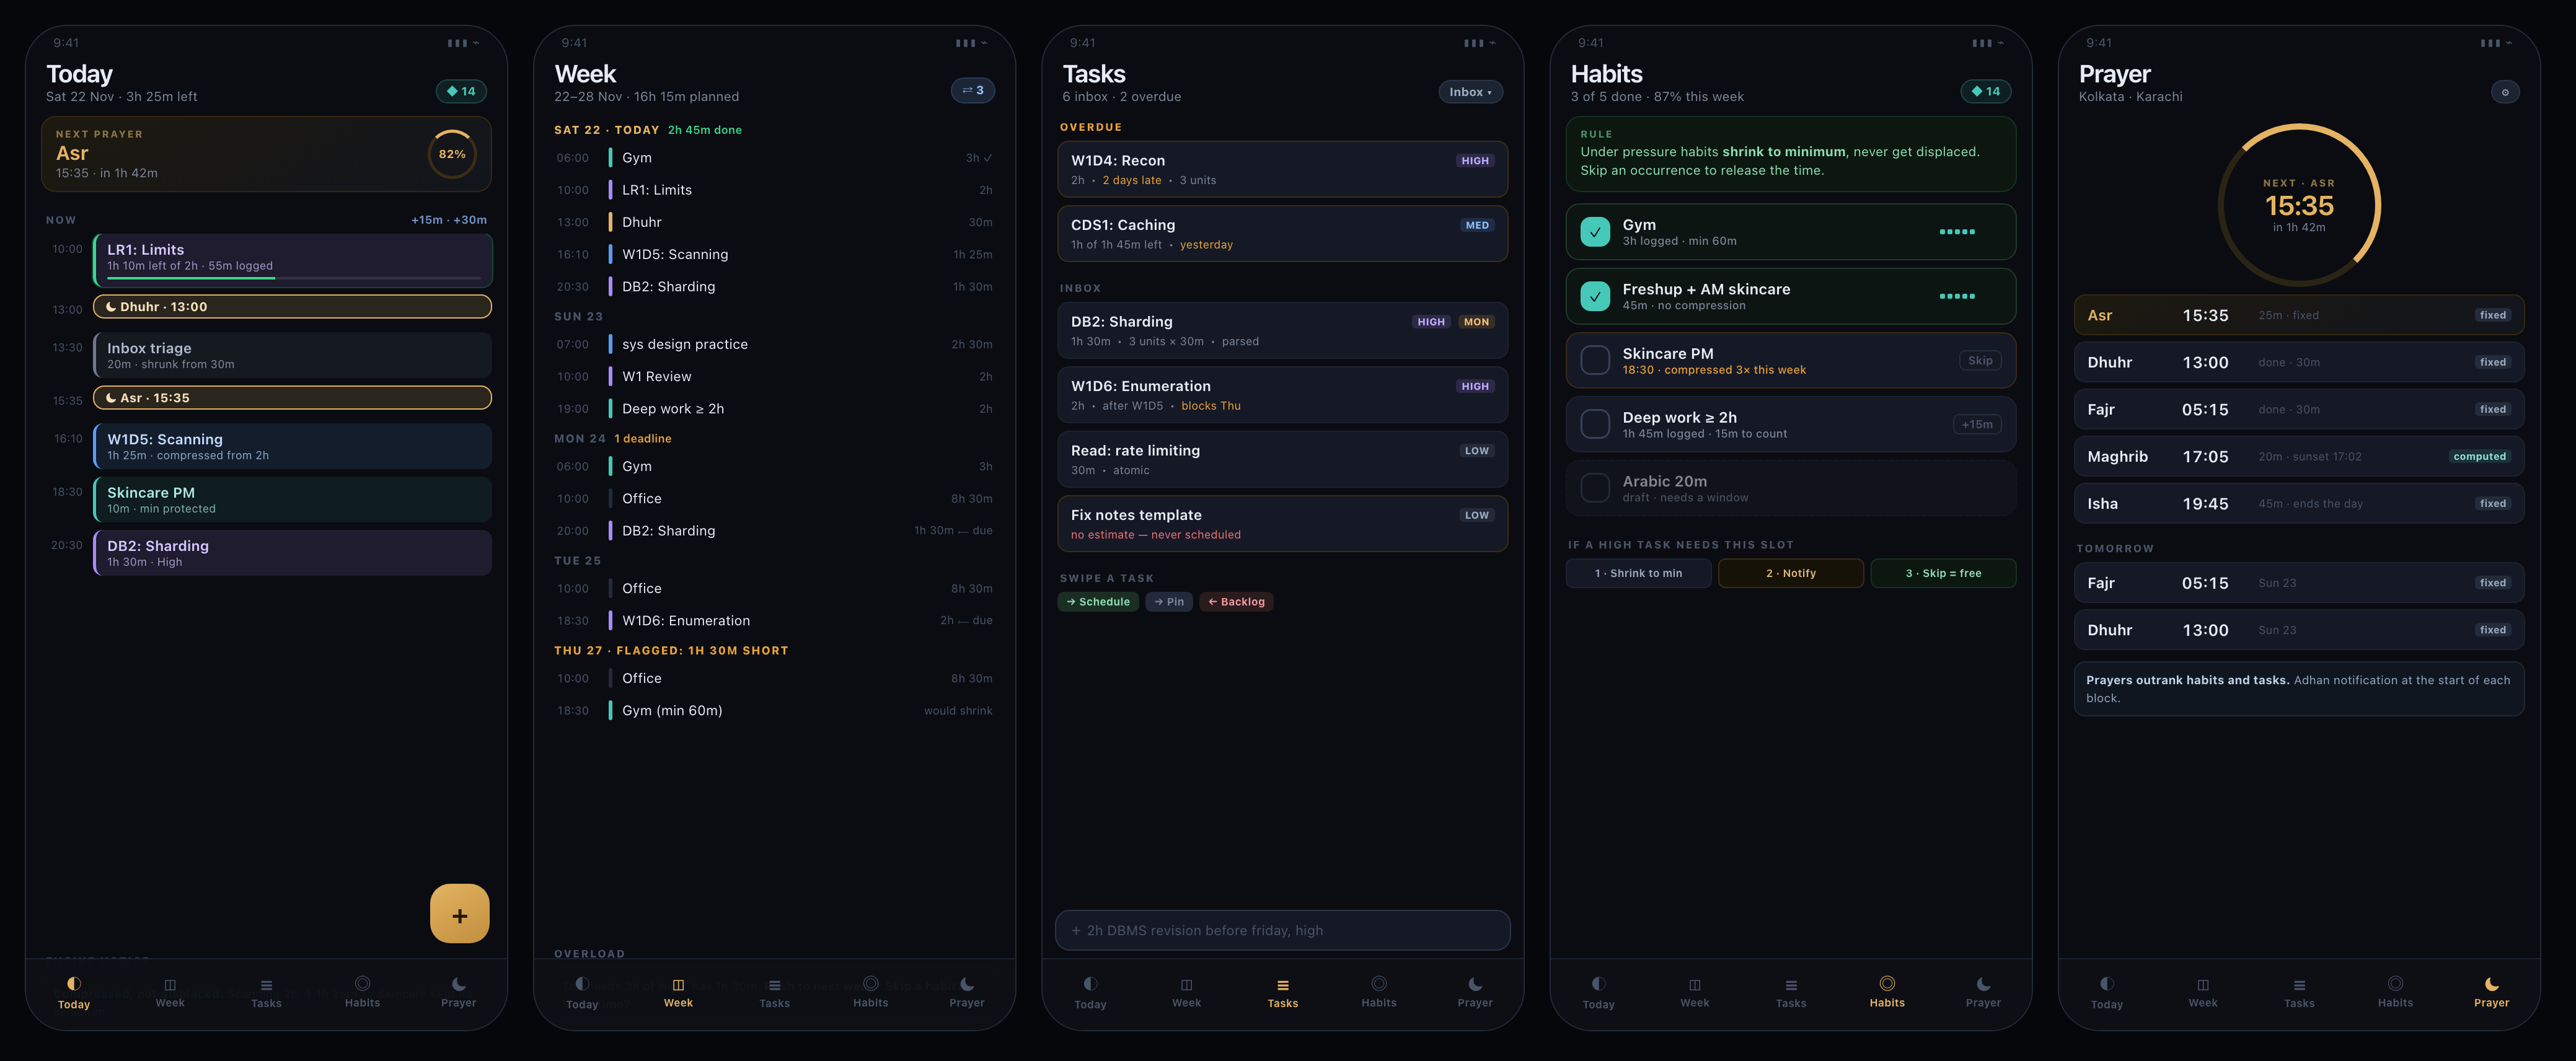 9:41
Today
Sat 22 Nov · 3h 25m left
◆ 14
NEXT PRAYER
Asr
15:35 · in 1h 42m
82%
NOW
+15m · +30m
10:00
LR1: Limits
1h 10m left of 2h · 55m logged
13:00
Dhuhr · 13:00
13:30
Inbox triage
20m · shrunk from 30m
15:35
Asr · 15:35
16:10
W1D5: Scanning
1h 25m · compressed from 2h
18:30
Skincare PM
10m · min protected
20:30
DB2: Sharding
1h 30m · High
+
Today
Week
Tasks
Habits
Prayer
9:41
Week
22–28 Nov · 16h 15m planned
⇄ 3
SAT 22 · TODAY 2h 45m done
06:00 Gym 3h ✓
10:00 LR1: Limits 2h
13:00 Dhuhr 30m
16:10 W1D5: Scanning 1h 25m
20:30 DB2: Sharding 1h 30m
SUN 23
07:00 sys design practice 2h 30m
10:00 W1 Review 2h
19:00 Deep work ≥ 2h 2h
MON 24 1 deadline
06:00 Gym 3h
10:00 Office 8h 30m
20:00 DB2: Sharding 1h 30m — due
TUE 25
10:00 Office 8h 30m
18:30 W1D6: Enumeration 2h — due
THU 27 · FLAGGED: 1H 30M SHORT
10:00 Office 8h 30m
18:30 Gym (min 60m) would shrink
OVERLOAD
Today
Week
Tasks
Habits
Prayer
9:41
Tasks
6 inbox · 2 overdue
Inbox ▾
OVERDUE
W1D4: Recon HIGH
2h • 2 days late • 3 units
CDS1: Caching MED
1h of 1h 45m left • yesterday
INBOX
DB2: Sharding HIGH MON
1h 30m • 3 units × 30m • parsed
W1D6: Enumeration HIGH
2h • after W1D5 • blocks Thu
Read: rate limiting LOW
30m • atomic
Fix notes template LOW
no estimate — never scheduled
SWIPE A TASK
→ Schedule → Pin ← Backlog
+ 2h DBMS revision before friday, high
Today
Week
Tasks
Habits
Prayer
9:41
Habits
3 of 5 done · 87% this week
◆ 14
RULE
Under pressure habits shrink to minimum, never get displaced.
Skip an occurrence to release the time.
Gym
3h logged · min 60m
Freshup + AM skincare
45m · no compression
Skincare PM
18:30 · compressed 3× this week
Skip
Deep work ≥ 2h
1h 45m logged · 15m to count
+15m
Arabic 20m
draft · needs a window
IF A HIGH TASK NEEDS THIS SLOT
1 · Shrink to min
2 · Notify
3 · Skip = free
Today
Week
Tasks
Habits
Prayer
9:41
Prayer
Kolkata · Karachi
NEXT · ASR
15:35
in 1h 42m
Asr 15:35 25m · fixed fixed
Dhuhr 13:00 done · 30m fixed
Fajr 05:15 done · 30m fixed
Maghrib 17:05 20m · sunset 17:02 computed
Isha 19:45 45m · ends the day fixed
TOMORROW
Fajr 05:15 Sun 23 fixed
Dhuhr 13:00 Sun 23 fixed
Prayers outrank habits and tasks. Adhan notification at the start of each
block.
Today
Week
Tasks
Habits
Prayer